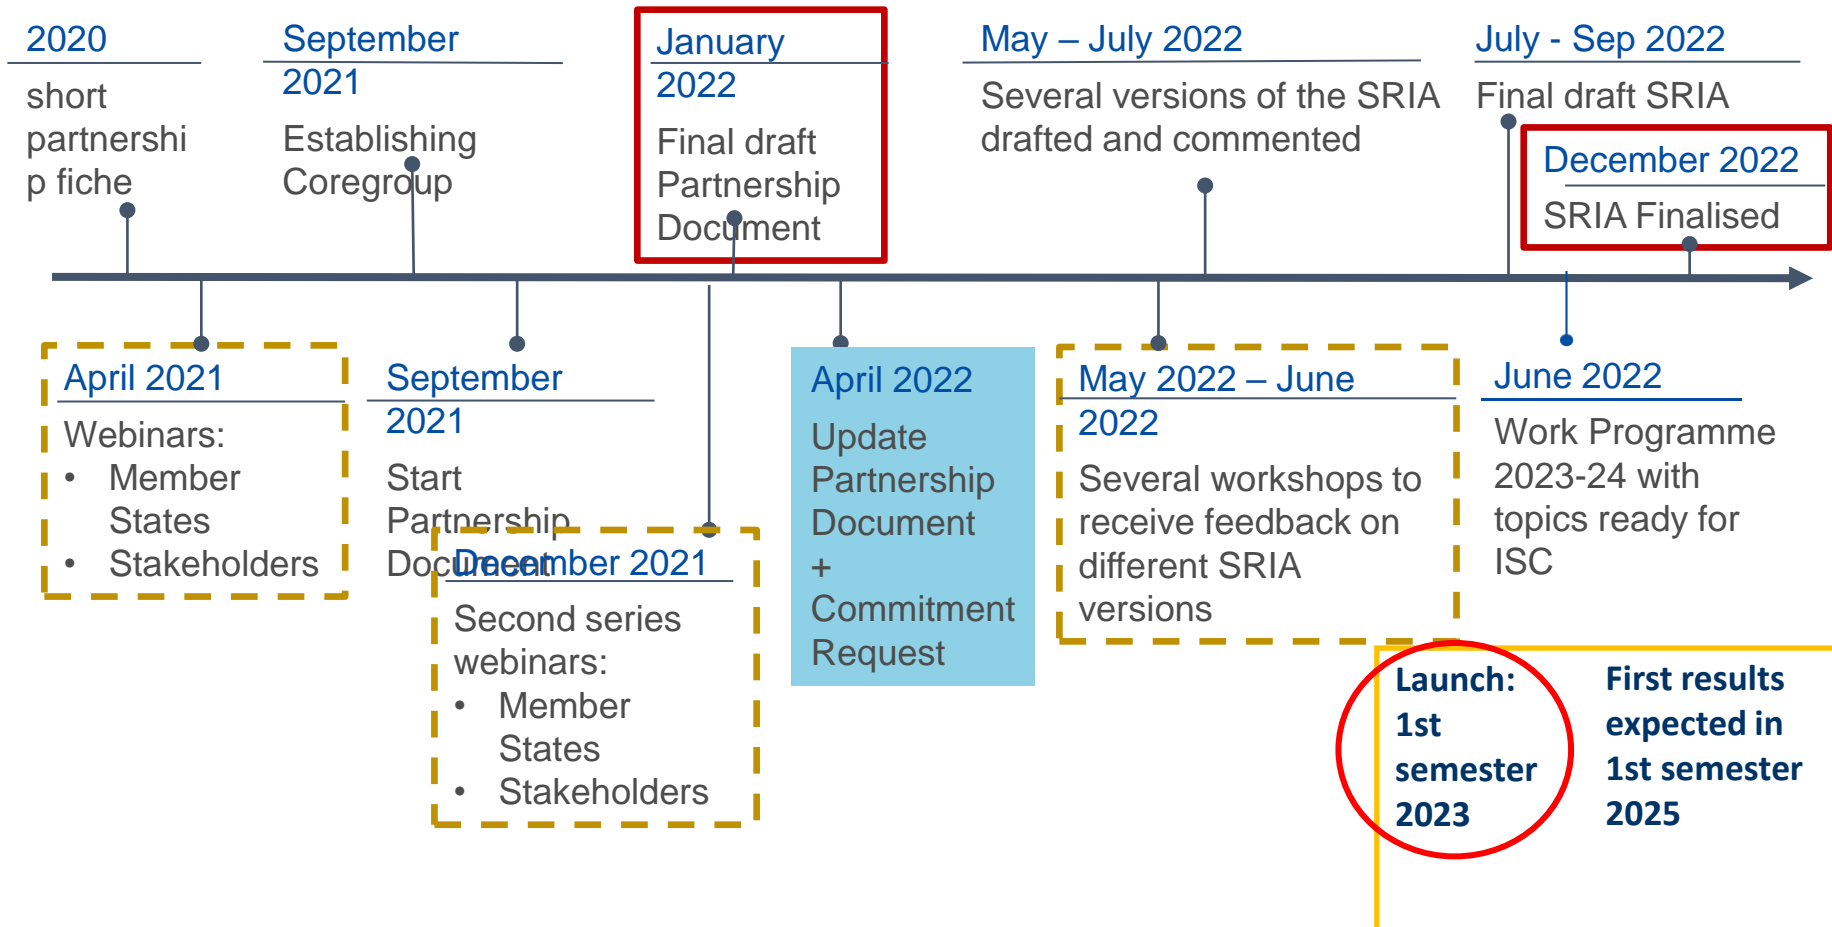 2020
short
partnershi
p fiche
September
2021
Establishing
Coregroup
January
2022
Final draft
Partnership
Document
May – July 2022
Several versions of the SRIA
drafted and commented
July - Sep 2022
Final draft SRIA
December 2022
SRIA Finalised
April 2021
Webinars:
• Member
States
• Stakeholders
September
2021
Start
Partnership
Document
December 2021
Second series
webinars:
• Member
States
• Stakeholders
April 2022
Update
Partnership
Document
+
Commitment
Request
May 2022 – June
2022
Several workshops to
receive feedback on
different SRIA
versions
June 2022
Work Programme
2023-24 with
topics ready for
ISC
Launch:
1st
semester
2023
First results
expected in
1st semester
2025